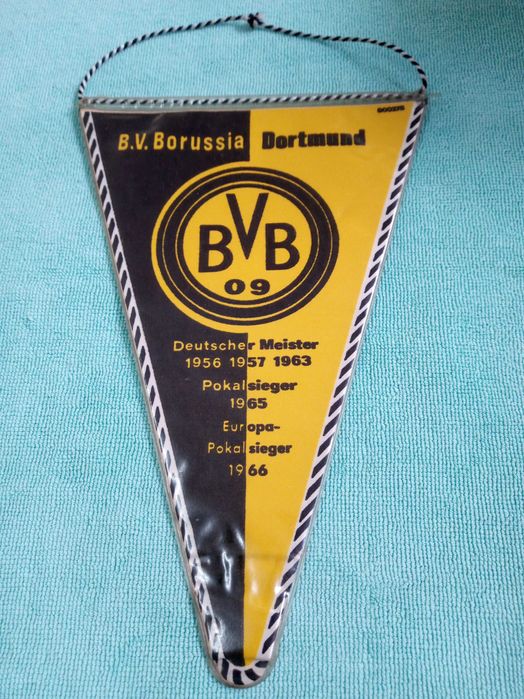 B.V. Borussia Dortmund
BVB
09
Deutscher Meister
1956 1957 1963
Pokalsieger
1965
Europa-
Pokalsieger
1966